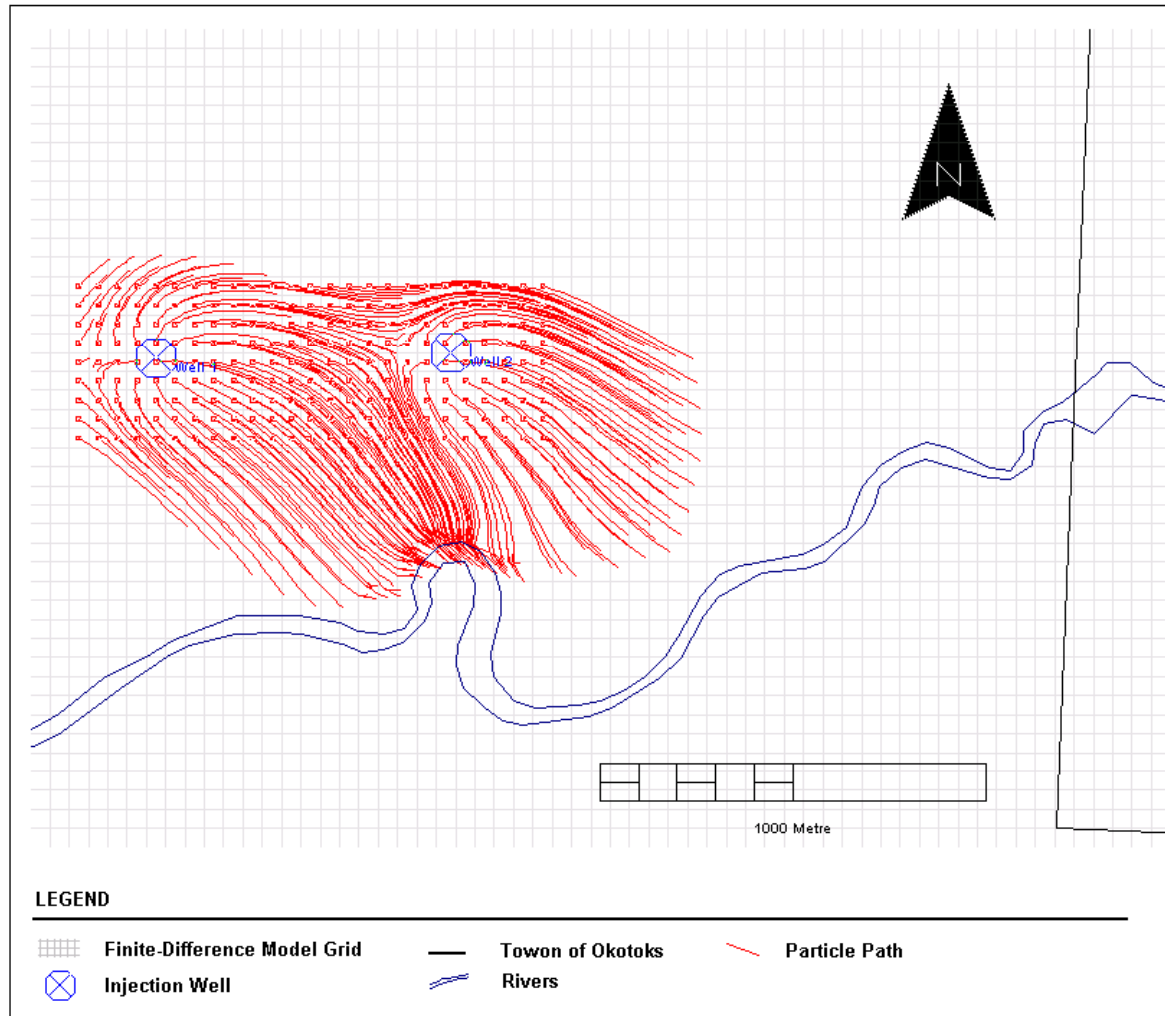 N
Well 1
Well 2
1000 Metre
LEGEND
Finite-Difference Model Grid
Towon of Okotoks
Particle Path
Injection Well
Rivers